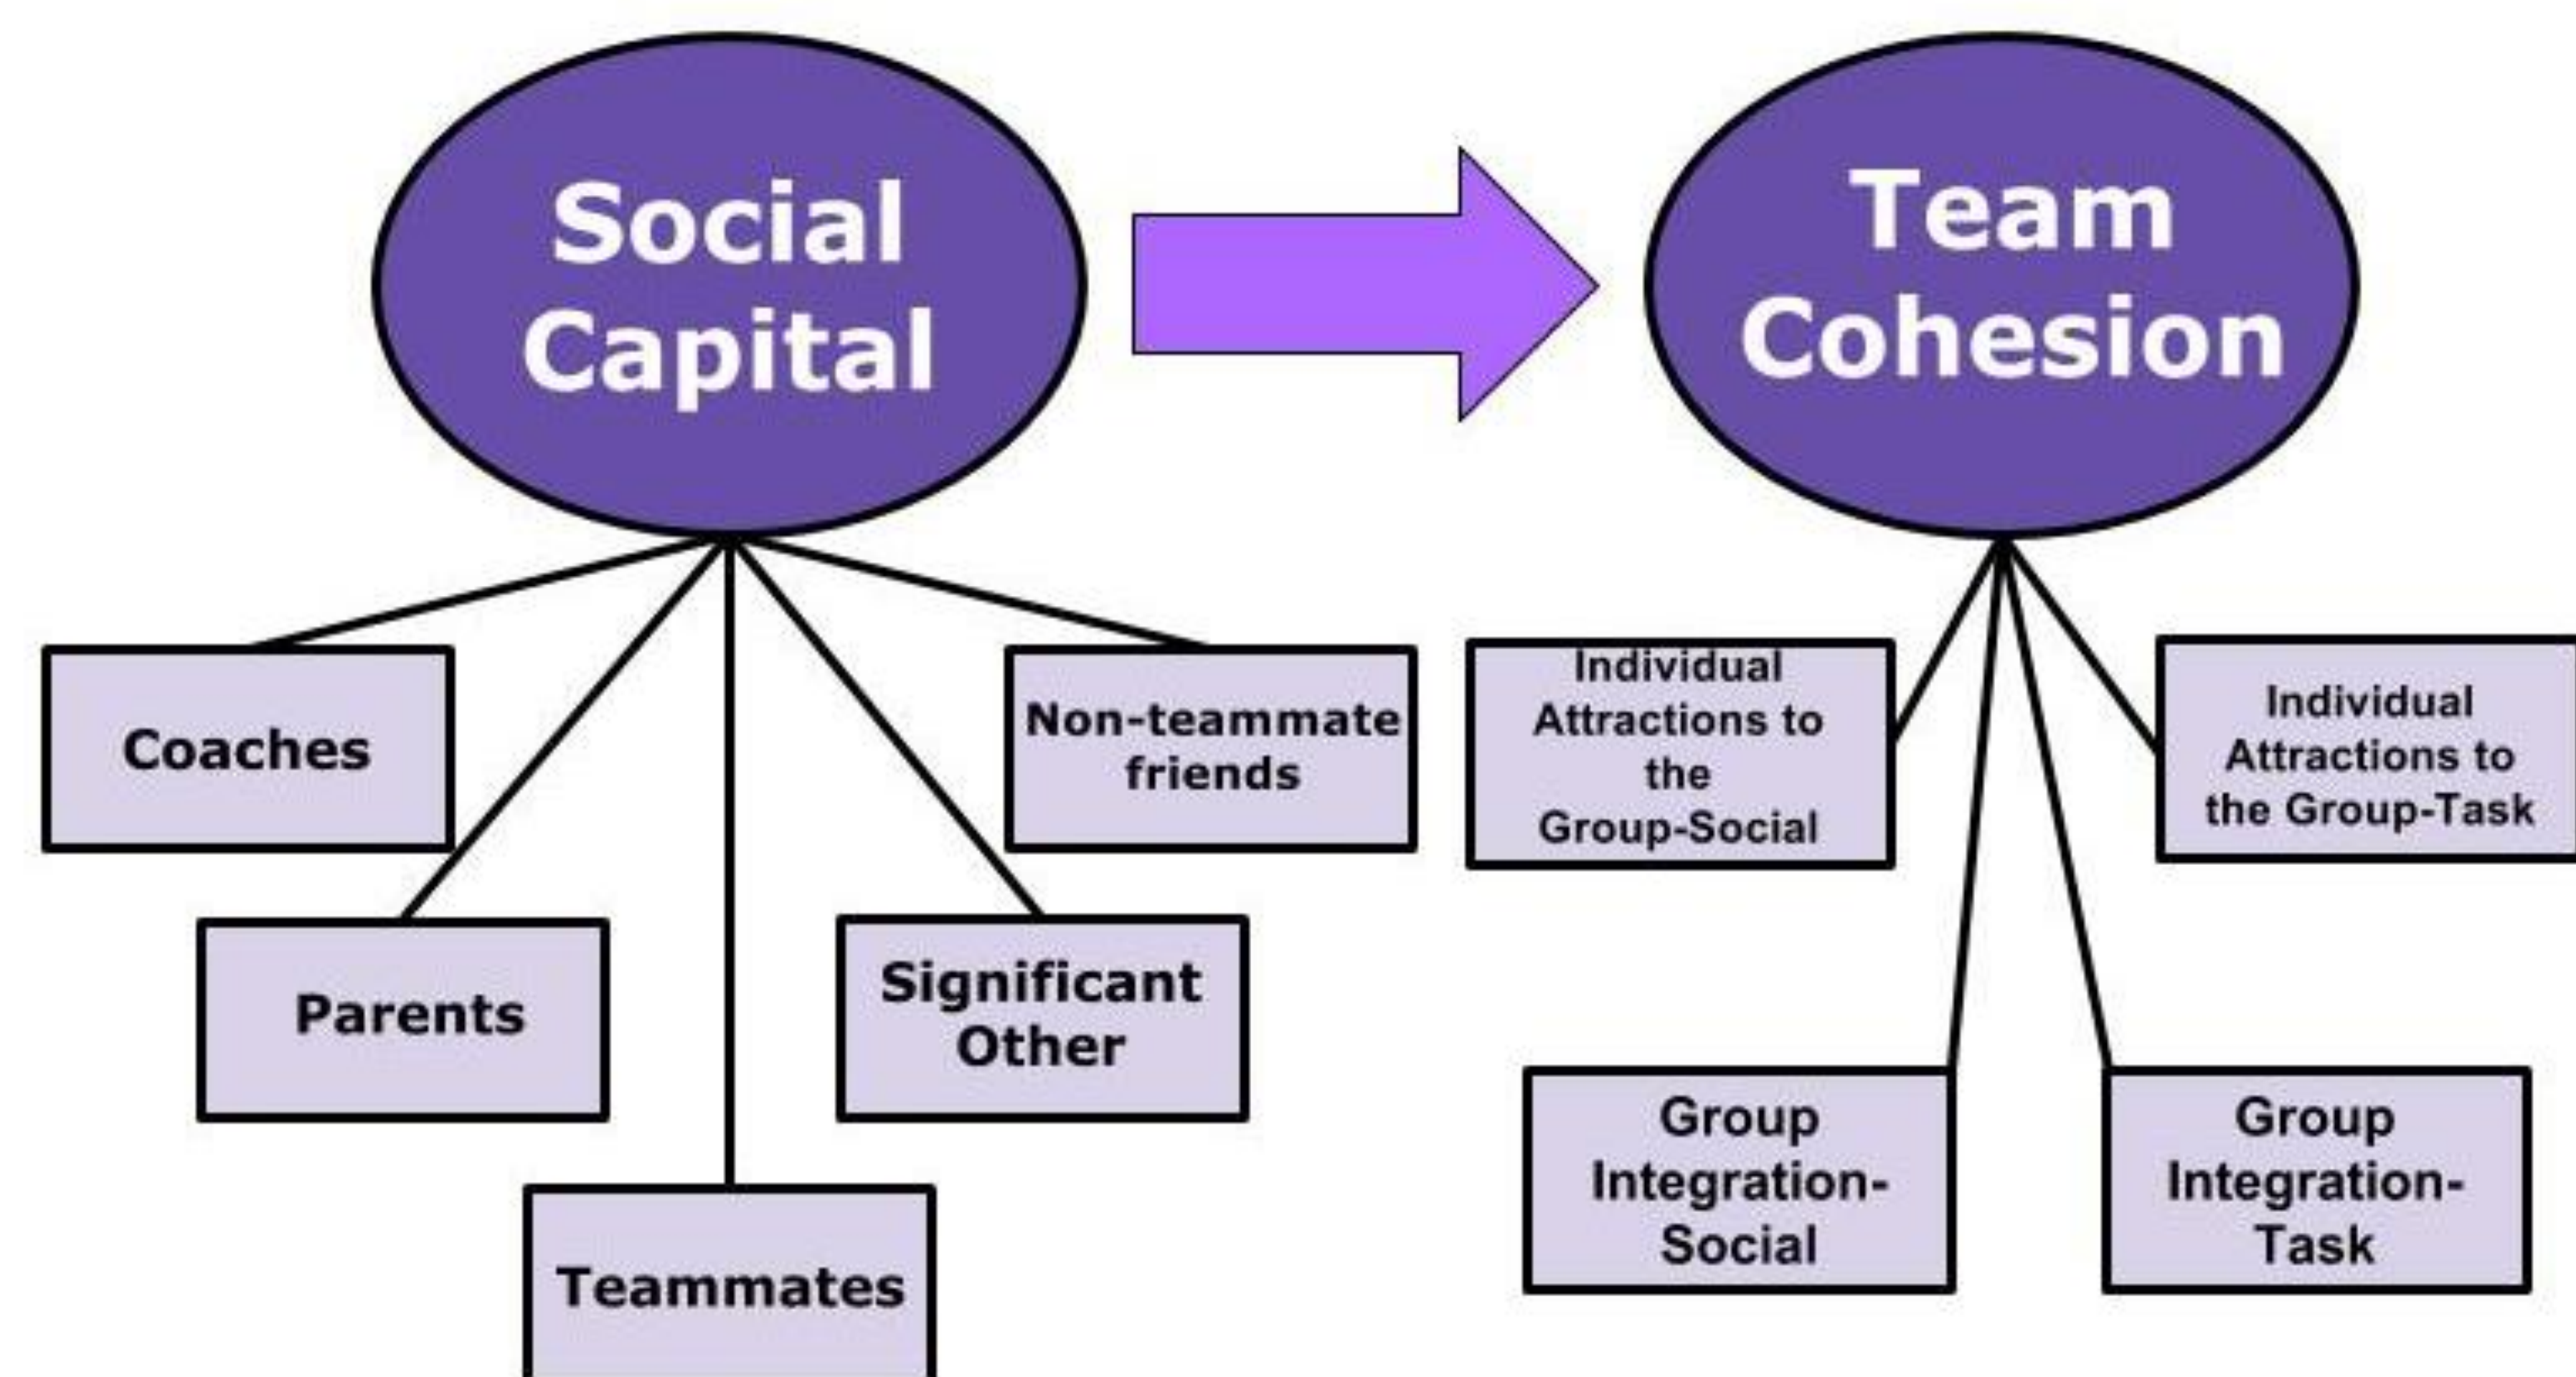 Social
Capital
Team
Cohesion
Coaches
Non-teammate
friends
Individual
Attractions to
the
Group-Social
Individual
Attractions to
the Group-Task
Parents
Significant
Other
Teammates
Group
Integration-
Social
Group
Integration-
Task